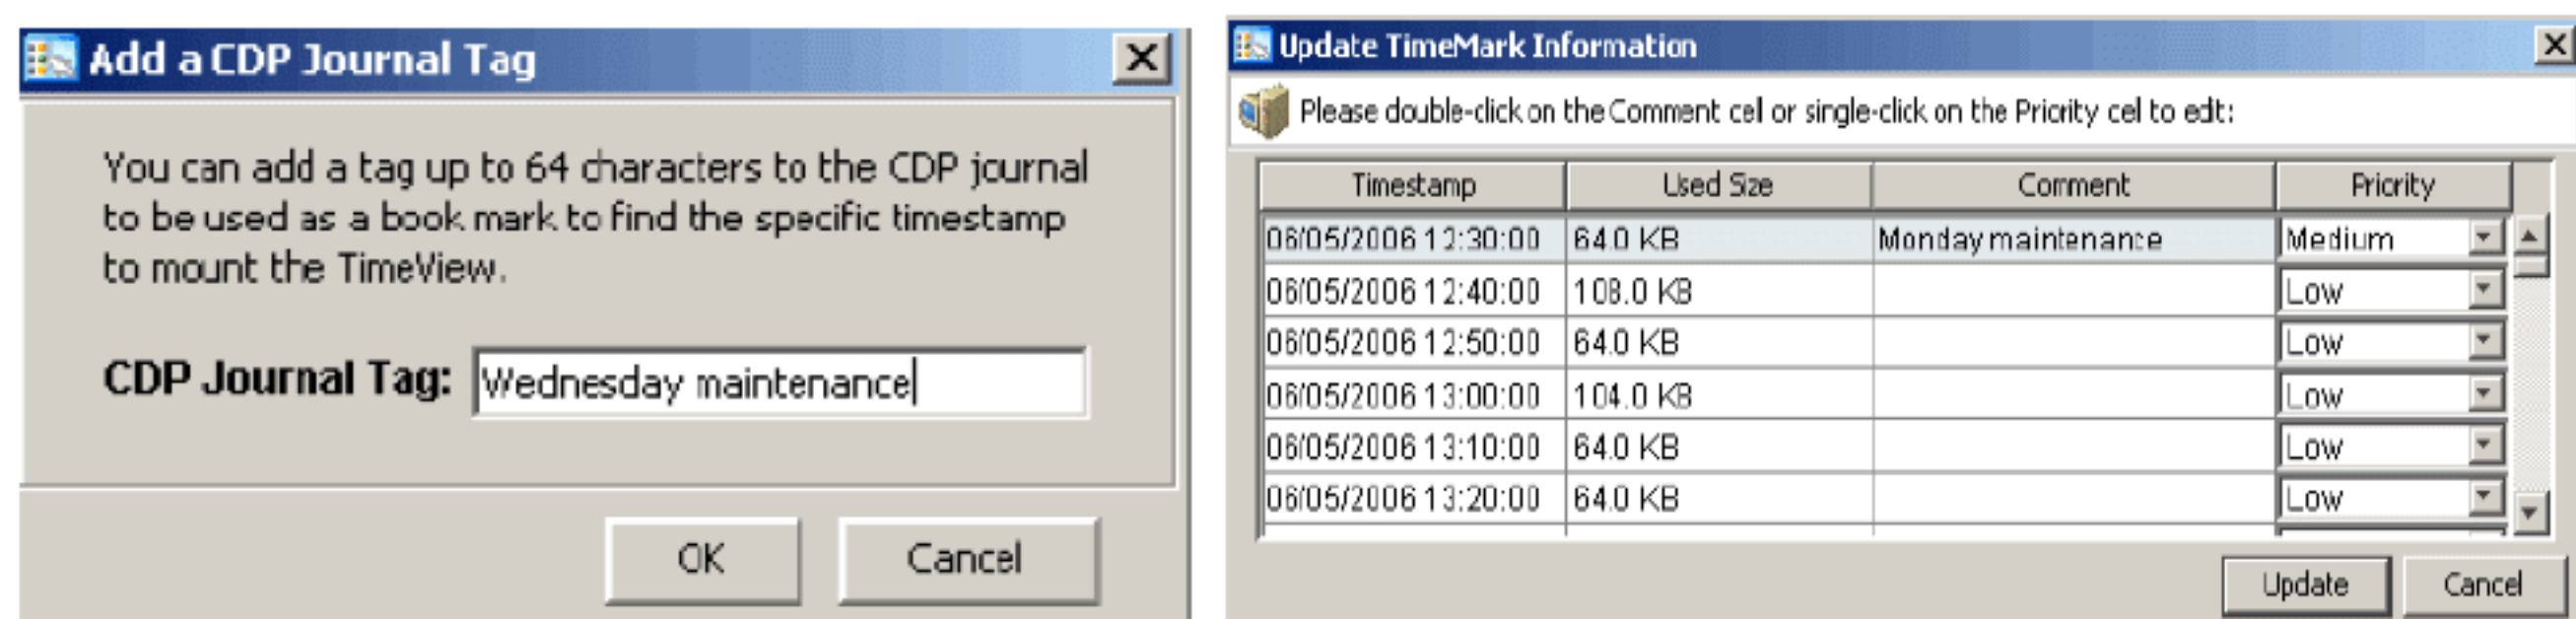 Add a CDP Journal Tag
You can add a tag up to 64 characters to the CDP journal
to be used as a book mark to find the specific timestamp
to mount the TimeView.
CDP Journal Tag: Wednesday maintenance
OK Cancel
Update TimeMark Information
Please double-click on the Comment cell or single-click on the Priority cell to edit:
Timestamp Used Size Comment Priority
06/05/2006 12:30:00 64.0 KB Monday maintenance Medium
06/05/2006 12:40:00 108.0 KB Low
06/05/2006 12:50:00 64.0 KB Low
06/05/2006 13:00:00 104.0 KB Low
06/05/2006 13:10:00 64.0 KB Low
06/05/2006 13:20:00 64.0 KB Low
Update Cancel